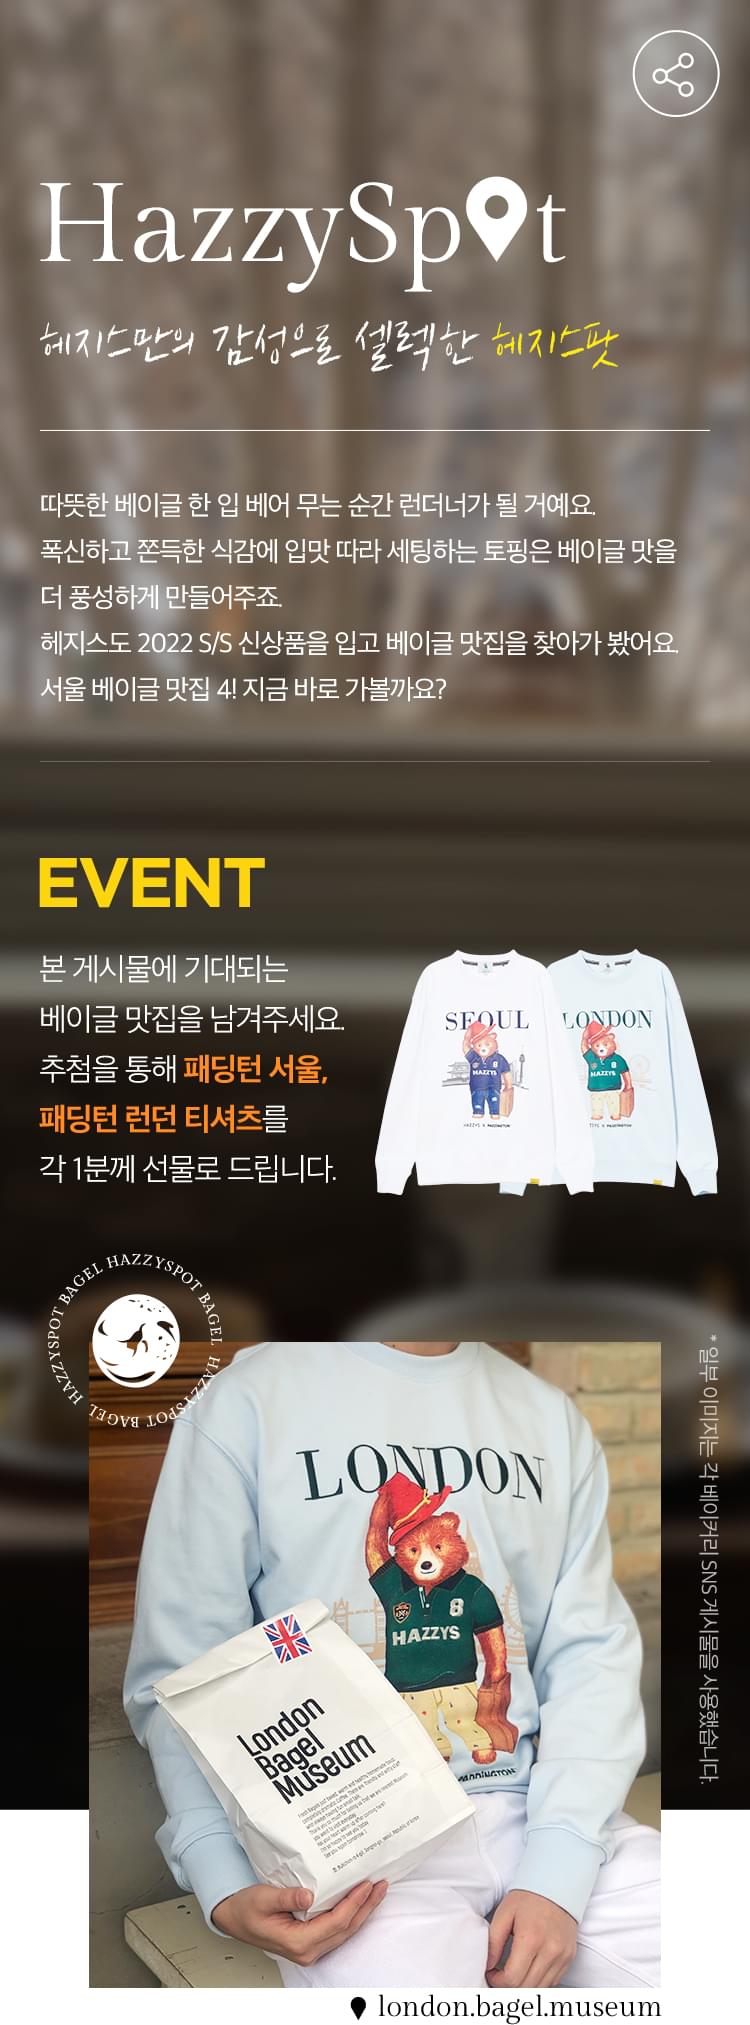 HazzySpot
헤지스만의 감성으로 셀렉한 헤지스팟
따뜻한 베이글 한 입 베어 무는 순간 런더너가 될 거예요.
폭신하고 쫀득한 식감에 입맛 따라 세팅하는 토핑은 베이글 맛을
더 풍성하게 만들어주죠.
헤지스도 2022 S/S 신상품을 입고 베이글 맛집을 찾아가 봤어요.
서울 베이글 맛집 4! 지금 바로 가볼까요?
EVENT
본 게시물에 기대되는
베이글 맛집을 남겨주세요.
추첨을 통해 패딩턴 서울,
패딩턴 런던 티셔츠를
각 1분께 선물로 드립니다.
SEOUL
HAZZYS
HAZZYS X PADDINGTON
LONDON
HAZZYS
PADDINGTON
HAZZYSPOT BAGEL HAZZYSPOT BAGEL HAZZYSPOT BAGEL
* 일부 이미지는 각 베이커리 SNS 게시물을 사용했습니다.
LONDON
8
HAZZYS
PADDINGTON
London
Bagel
Museum
london.bagel.museum